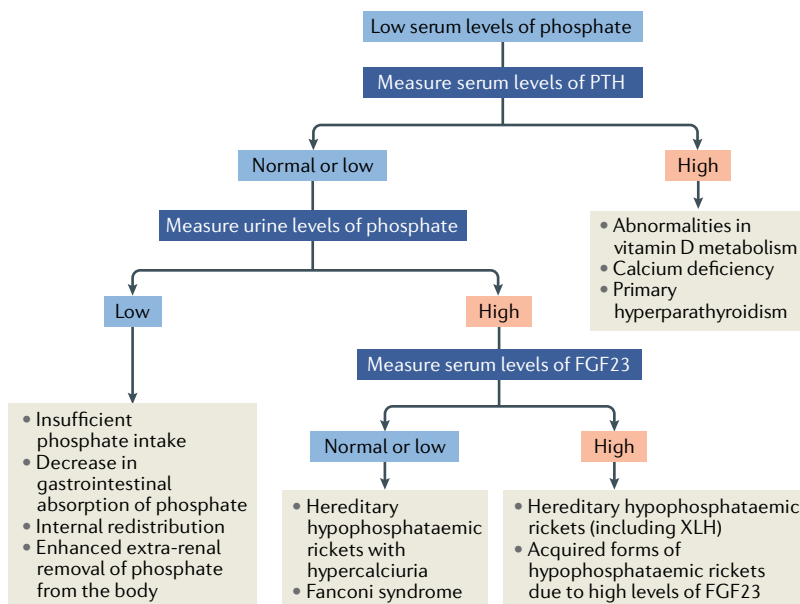 Low serum levels of phosphate
Measure serum levels of PTH
Normal or low
High
Measure urine levels of phosphate
• Abnormalities in
vitamin D metabolism
• Calcium deficiency
• Primary
hyperparathyroidism
Low
High
Measure serum levels of FGF23
• Insufficient
phosphate intake
• Decrease in
gastrointestinal
absorption of phosphate
• Internal redistribution
• Enhanced extra-renal
removal of phosphate
from the body
Normal or low
High
• Hereditary
hypophosphataemic
rickets with
hypercalciuria
• Fanconi syndrome
• Hereditary hypophosphataemic
rickets (including XLH)
• Acquired forms of
hypophosphataemic rickets
due to high levels of FGF23